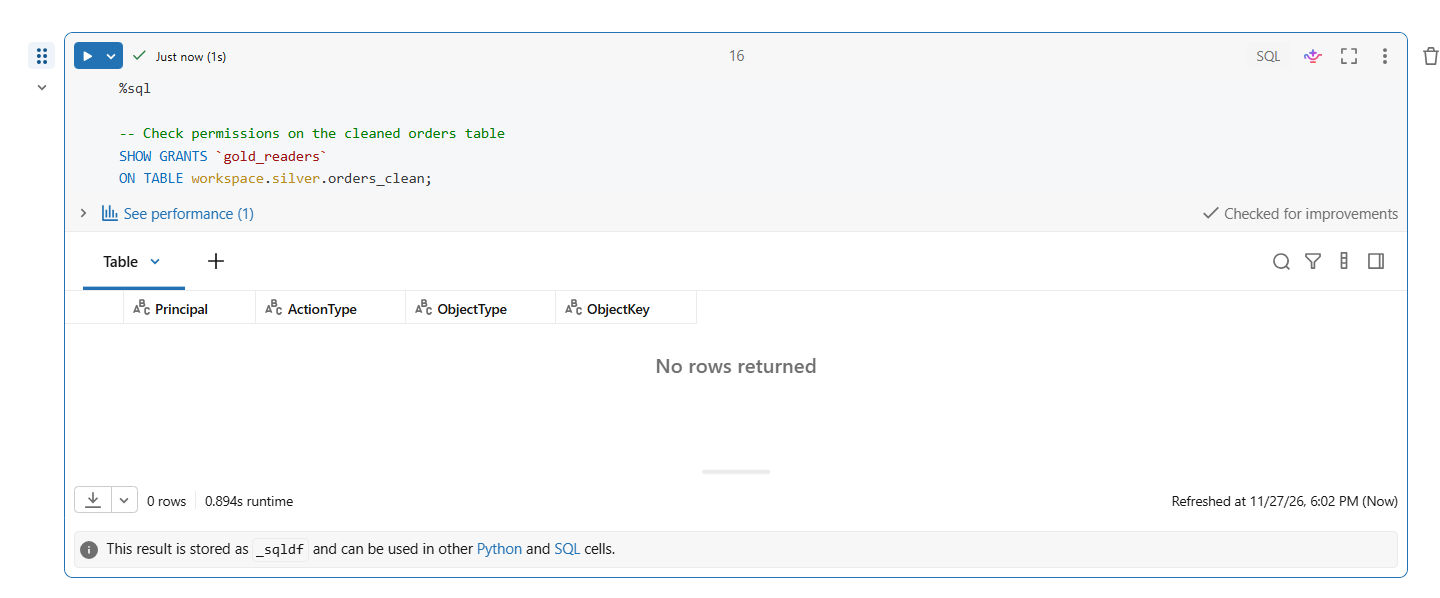 Just now (1s)
16
SQL
%sql
-- Check permissions on the cleaned orders table
SHOW GRANTS `gold_readers`
ON TABLE workspace.silver.orders_clean;
See performance (1)
Checked for improvements
Table
Principal
ActionType
ObjectType
ObjectKey
No rows returned
0 rows
0.894s runtime
Refreshed at 11/27/26, 6:02 PM (Now)
This result is stored as _sqldf and can be used in other Python and SQL cells.